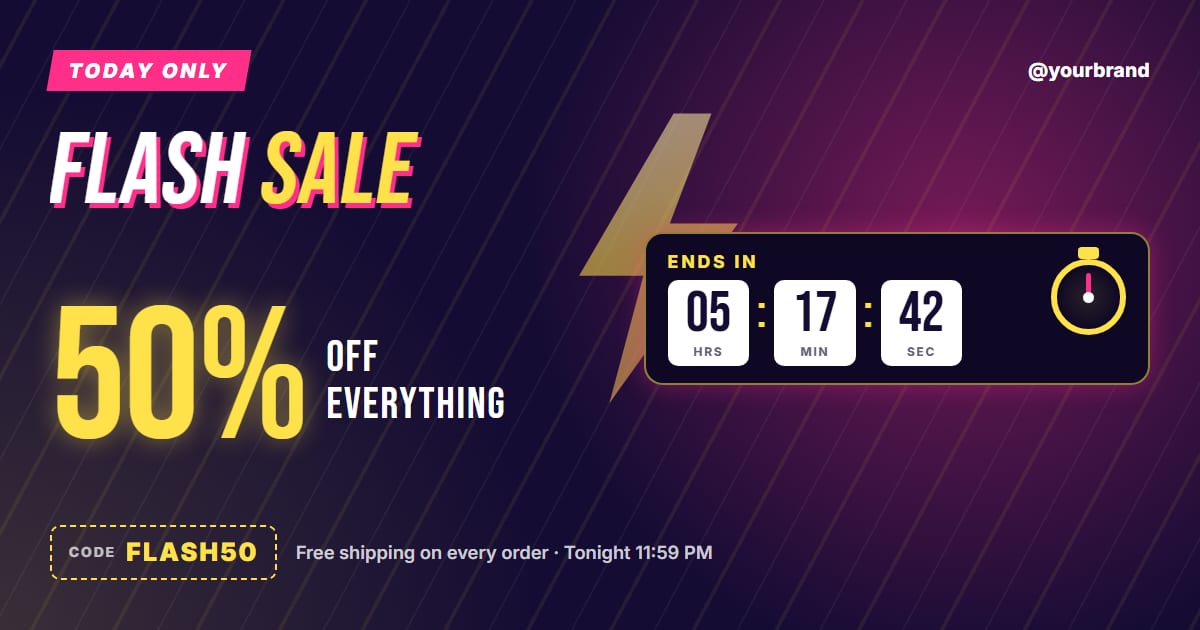 TODAY ONLY
@yourbrand
FLASH SALE
50%
OFF
EVERYTHING
ENDS IN
05 : 17 : 42
HRS MIN SEC
CODE FLASH50
Free shipping on every order · Tonight 11:59 PM